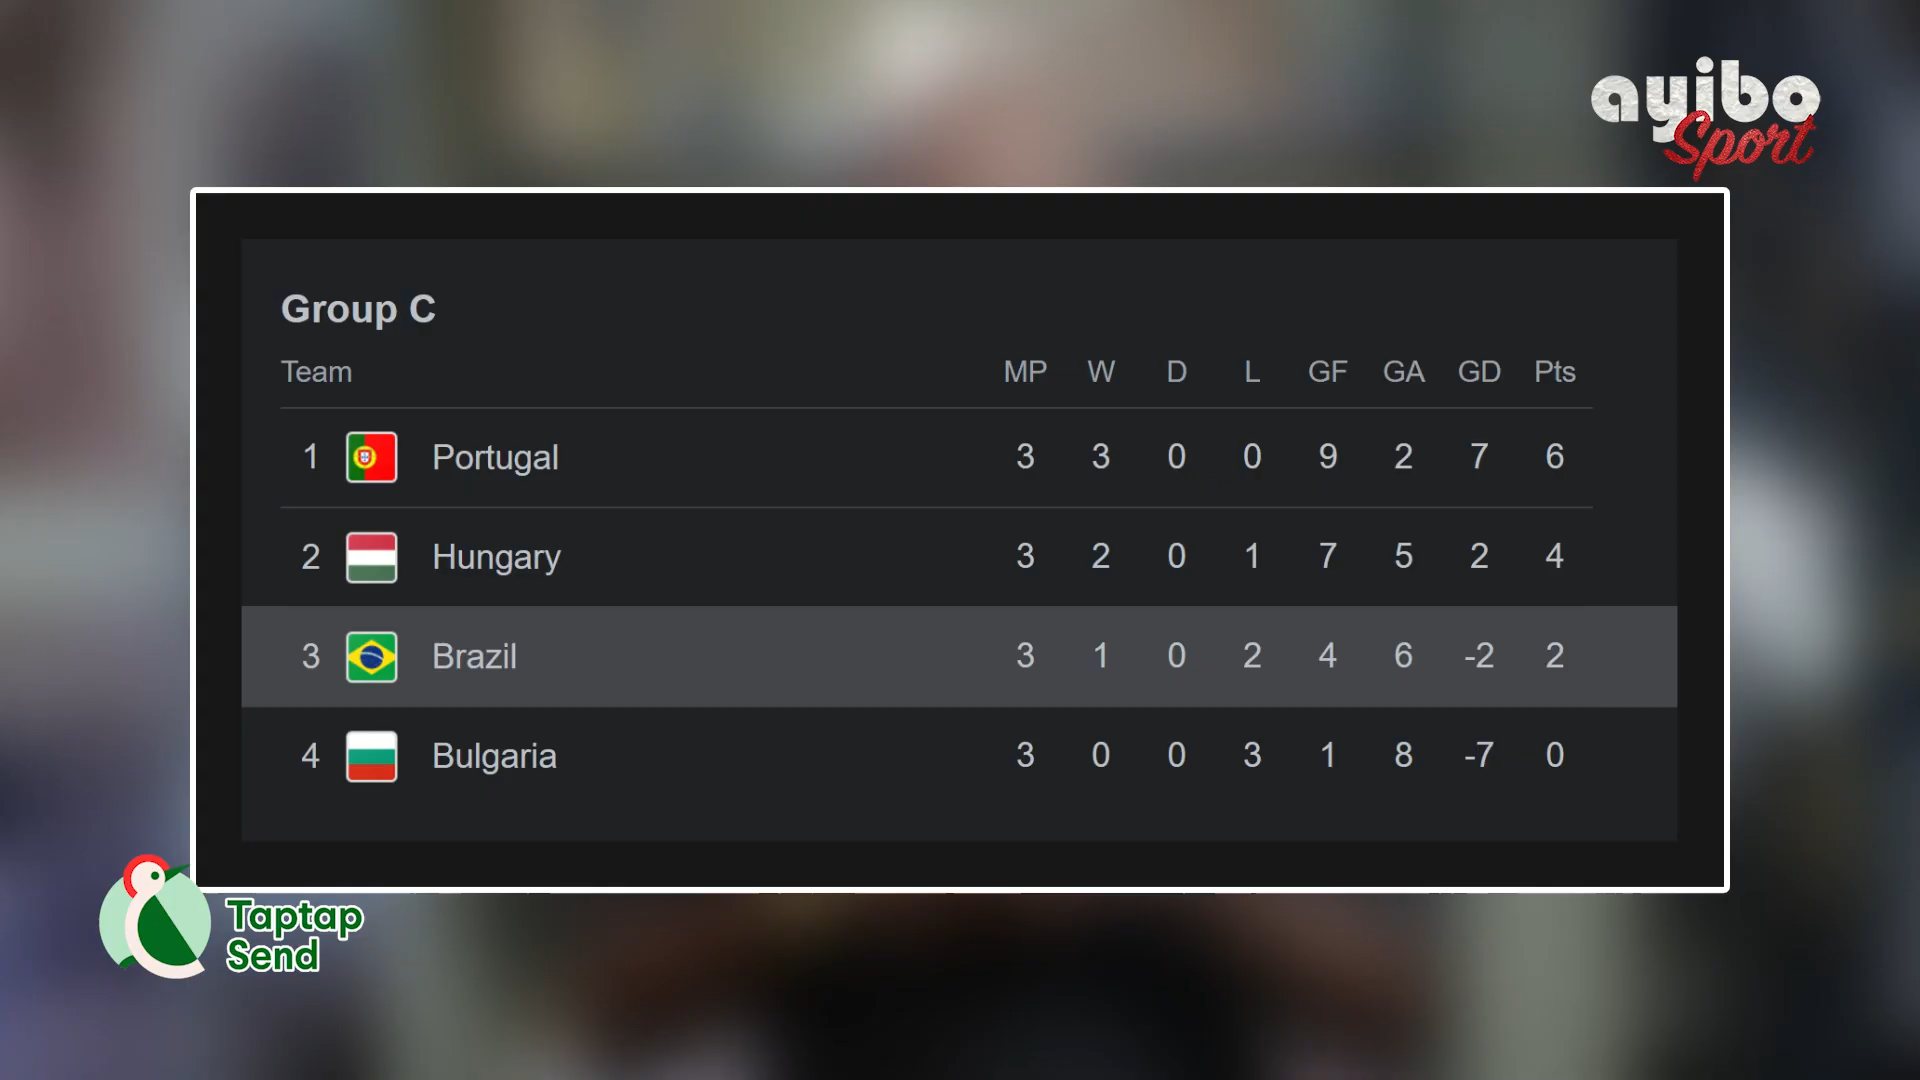 ayibo
Sport
Group C
Team MP W D L GF GA GD Pts
1 Portugal 3 3 0 0 9 2 7 6
2 Hungary 3 2 0 1 7 5 2 4
3 Brazil 3 1 0 2 4 6 -2 2
4 Bulgaria 3 0 0 3 1 8 -7 0
Taptap
Send